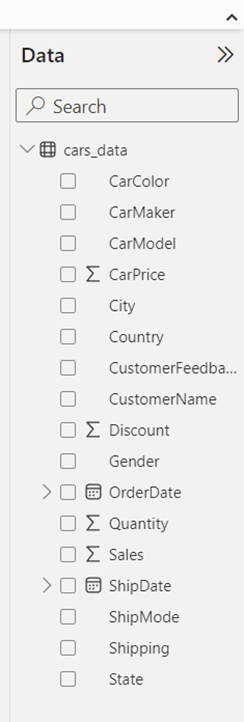 Data
Search
cars_data
CarColor
CarMaker
CarModel
CarPrice
City
Country
CustomerFeedba...
CustomerName
Discount
Gender
OrderDate
Quantity
Sales
ShipDate
ShipMode
Shipping
State